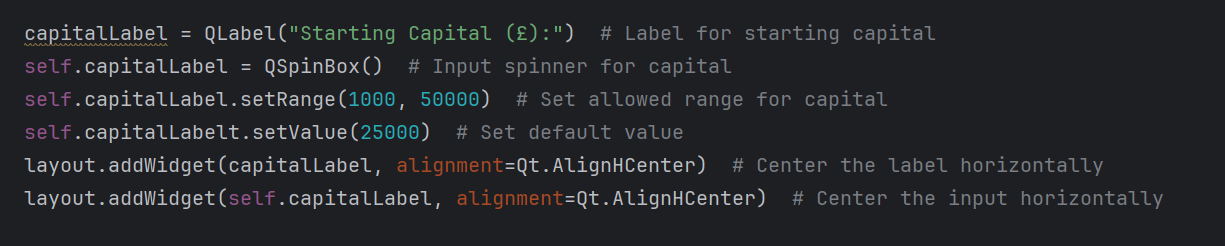 capitalLabel = QLabel("Starting Capital (£):")  # Label for starting capital
self.capitalLabel = QSpinBox()  # Input spinner for capital
self.capitalLabel.setRange(1000, 50000)  # Set allowed range for capital
self.capitalLabelt.setValue(25000)  # Set default value
layout.addWidget(capitalLabel, alignment=Qt.AlignHCenter)  # Center the label horizontally
layout.addWidget(self.capitalLabel, alignment=Qt.AlignHCenter)  # Center the input horizontally